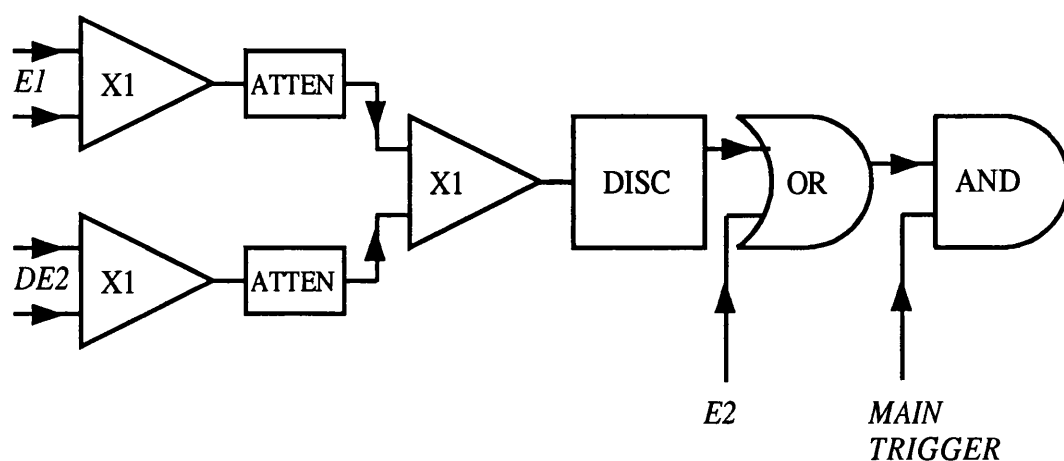 E1
X1
ATTEN
X1
DISC
OR
AND
DE2
X1
ATTEN
E2
MAIN
TRIGGER